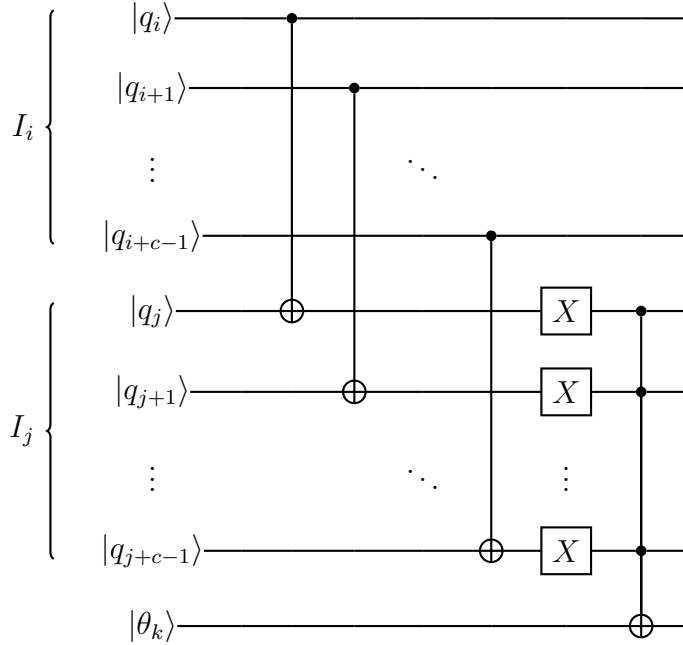 |q_i⟩
|q_{i+1}⟩
I_i
⋮ ⋱
|q_{i+c−1}⟩
|q_j⟩ X
|q_{j+1}⟩ X
I_j
⋮ ⋱ ⋮
|q_{j+c−1}⟩ X
|θ_k⟩